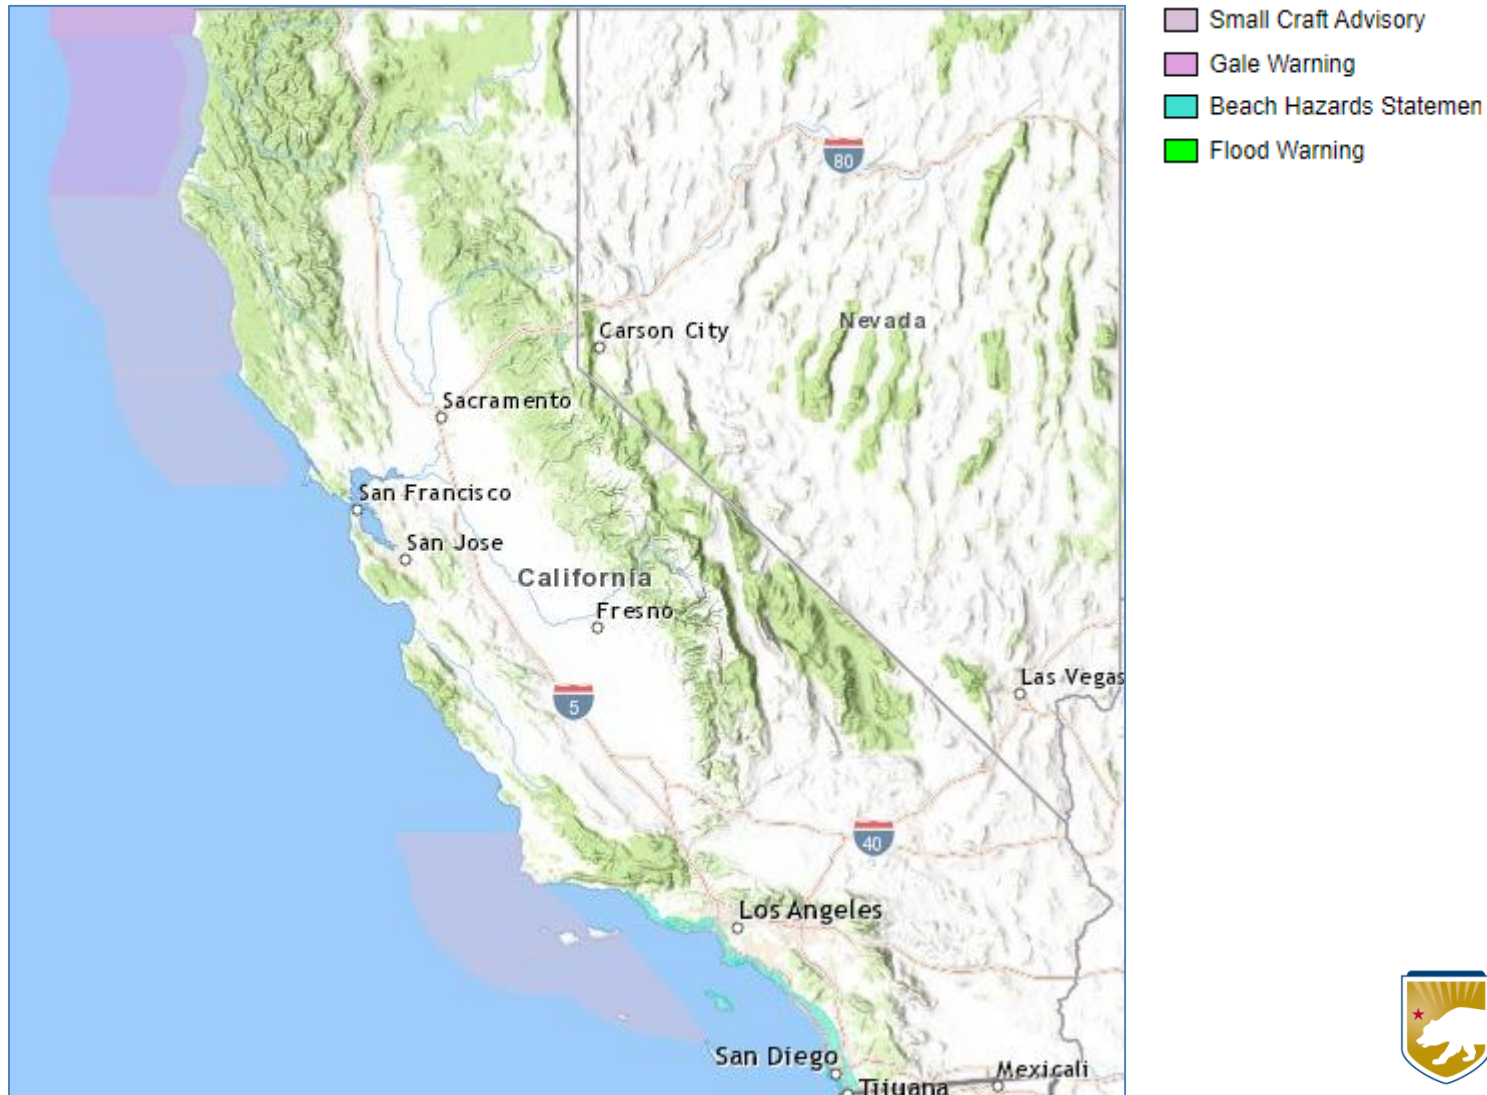 Small Craft Advisory
Gale Warning
Beach Hazards Statemen
Flood Warning
80
Carson City
Nevada
Sacramento
San Francisco
San Jose
California
Fresno
Las Vegas
5
40
Los Angeles
San Diego
Mexicali
Tijuana